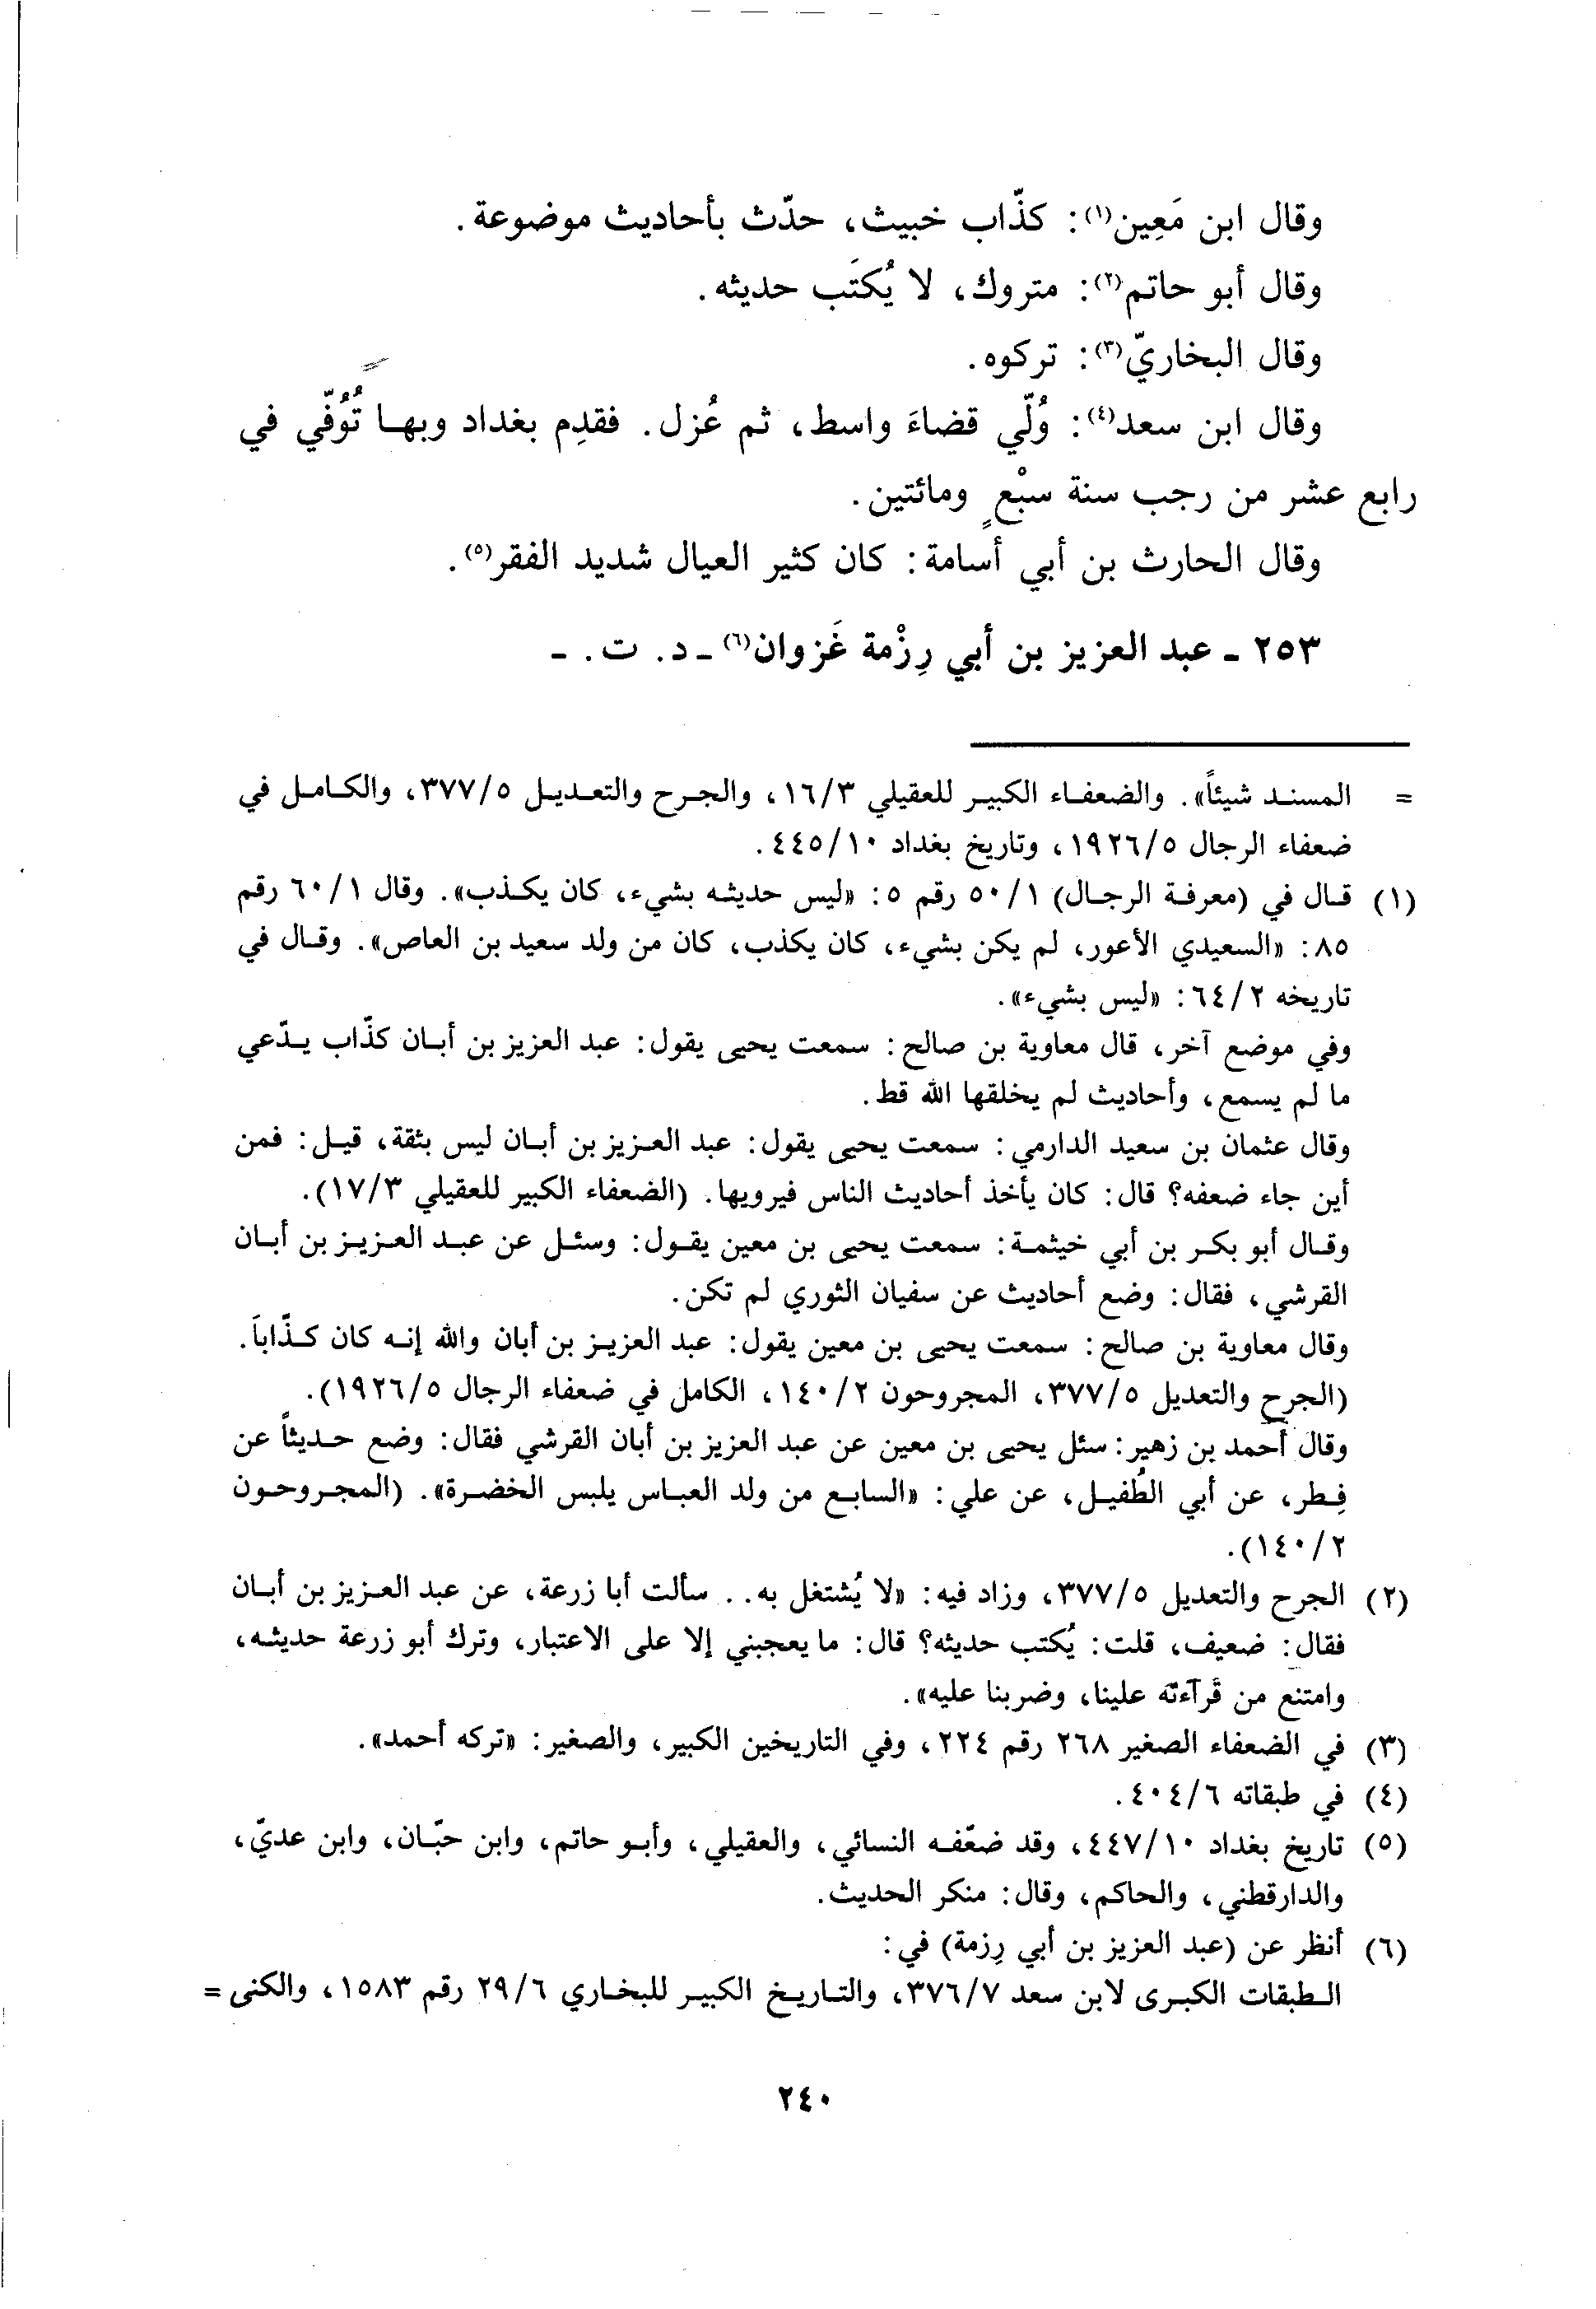 وقال ابن مَعِين(١): كذّاب خبيث، حدّث بأحاديث موضوعة.
وقال أبو حاتم(٢): متروك، لا يُكتَب حديثه.
وقال البخاريّ(٣): تركوه.
وقال ابن سعد(٤): وُلّي قضاءَ واسط، ثم عُزل. فقدِم بغداد وبها تُوُفّي في
رابع عشر من رجب سنة سبْعٍ ومائتين.
وقال الحارث بن أبي أسامة: كان كثير العيال شديد الفقر(٥).
٢٥٣ - عبد العزيز بن أبي رِزْمة غَزوان(٦) - د. ت. -
= المسند شيئاً». والضعفاء الكبير للعقيلي ١٦/٣، والجرح والتعديل ٣٧٧/٥، والكامل في
ضعفاء الرجال ١٩٢٦/٥، وتاريخ بغداد ٤٤٥/١٠.
(١) قال في (معرفة الرجال) ٥٠/١ رقم ٥: «ليس حديثه بشيء، كان يكذب». وقال ٦٠/١ رقم
٨٥: «السعيدي الأعور، لم يكن بشيء، كان يكذب، كان من ولد سعيد بن العاص». وقال في
تاريخه ٦٤/٢: «ليس بشيء».
وفي موضع آخر، قال معاوية بن صالح: سمعت يحيى يقول: عبد العزيز بن أبان كذّاب يدّعي
ما لم يسمع، وأحاديث لم يخلقها الله قط.
وقال عثمان بن سعيد الدارمي: سمعت يحيى يقول: عبد العزيز بن أبان ليس بثقة، قيل: فمن
أين جاء ضعفه؟ قال: كان يأخذ أحاديث الناس فيرويها. (الضعفاء الكبير للعقيلي ١٧/٣).
وقال أبو بكر بن أبي خيثمة: سمعت يحيى بن معين يقول: وسئل عن عبد العزيز بن أبان
القرشي، فقال: وضع أحاديث عن سفيان الثوري لم تكن.
وقال معاوية بن صالح: سمعت يحيى بن معين يقول: عبد العزيز بن أبان والله إنه كان كذّاباً.
(الجرح والتعديل ٣٧٧/٥، المجروحون ١٤٠/٢، الكامل في ضعفاء الرجال ١٩٢٦/٥).
وقال أحمد بن زهير: سئل يحيى بن معين عن عبد العزيز بن أبان القرشي فقال: وضع حديثاً عن
فِطر، عن أبي الطُفيل، عن علي: «السابع من ولد العباس يلبس الخضرة». (المجروحون
١٤٠/٢).
(٢) الجرح والتعديل ٣٧٧/٥، وزاد فيه: «لا يُشتغل به.. سألت أبا زرعة، عن عبد العزيز بن أبان
فقال: ضعيف، قلت: يُكتب حديثه؟ قال: ما يعجبني إلا على الاعتبار، وترك أبو زرعة حديثه،
وامتنع من قرآءته علينا، وضربنا عليه».
(٣) في الضعفاء الصغير ٢٦٨ رقم ٢٢٤، وفي التاريخين الكبير، والصغير: «تركه أحمد».
(٤) في طبقاته ٤٠٤/٦.
(٥) تاريخ بغداد ٤٤٧/١٠، وقد ضعّفه النسائي، والعقيلي، وأبو حاتم، وابن حبّان، وابن عديّ،
والدارقطني، والحاكم، وقال: منكر الحديث.
(٦) أنظر عن (عبد العزيز بن أبي رِزمة) في:
الطبقات الكبرى لابن سعد ٣٧٦/٧، والتاريخ الكبير للبخاري ٢٩/٦ رقم ١٥٨٣، والكنى =
٢٤٠